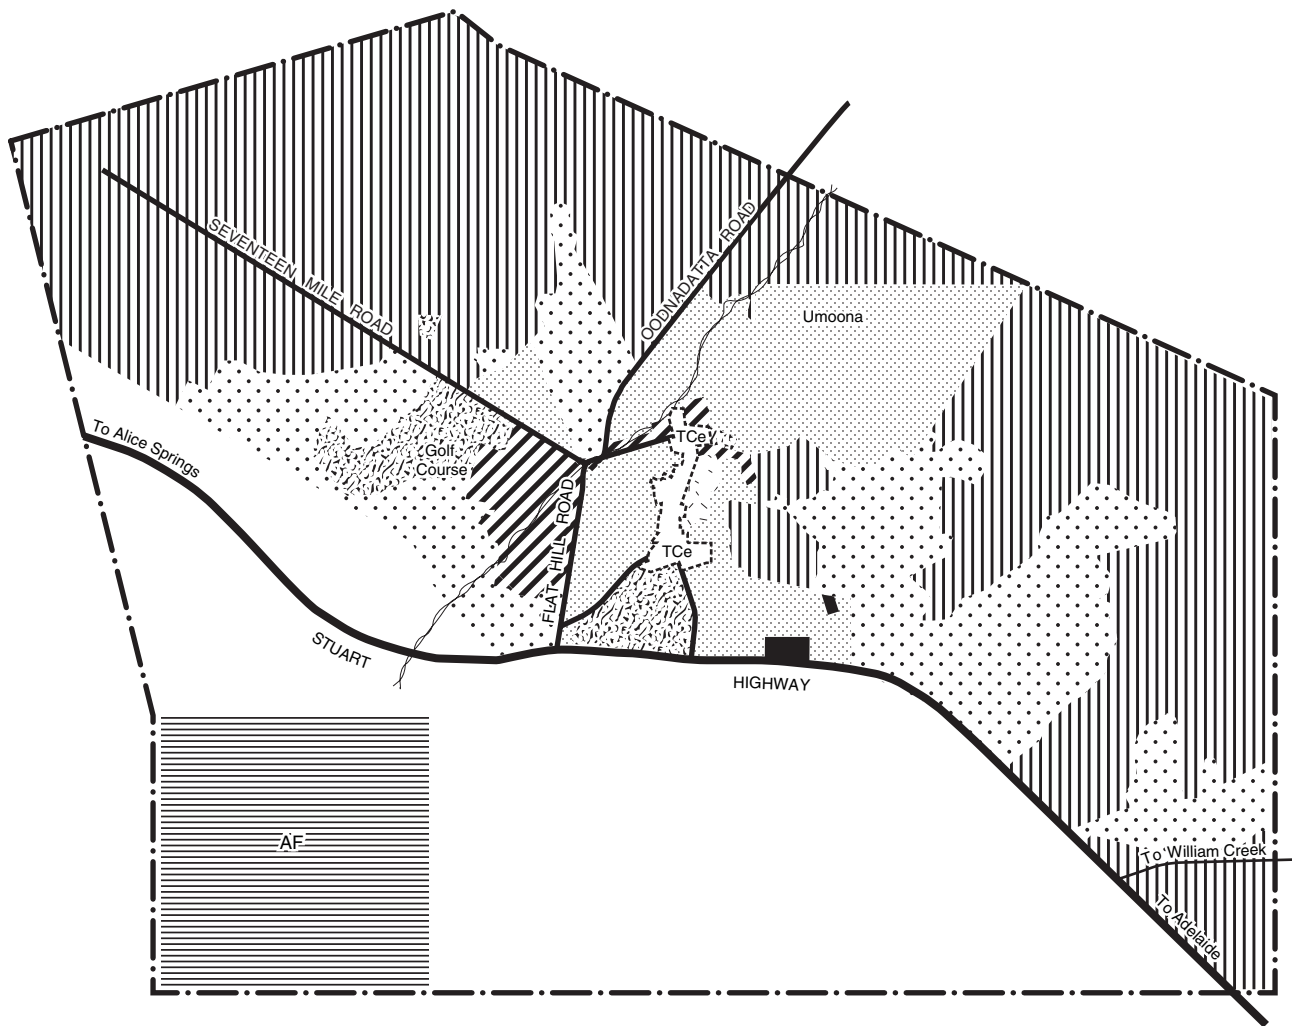 SEVENTEEN MILE ROAD
OODNADATTA ROAD
Umoona
To Alice Springs
Golf
Course
TCe
FLAT HILL ROAD
TCe
STUART
HIGHWAY
AF
To William Creek
To Adelaide